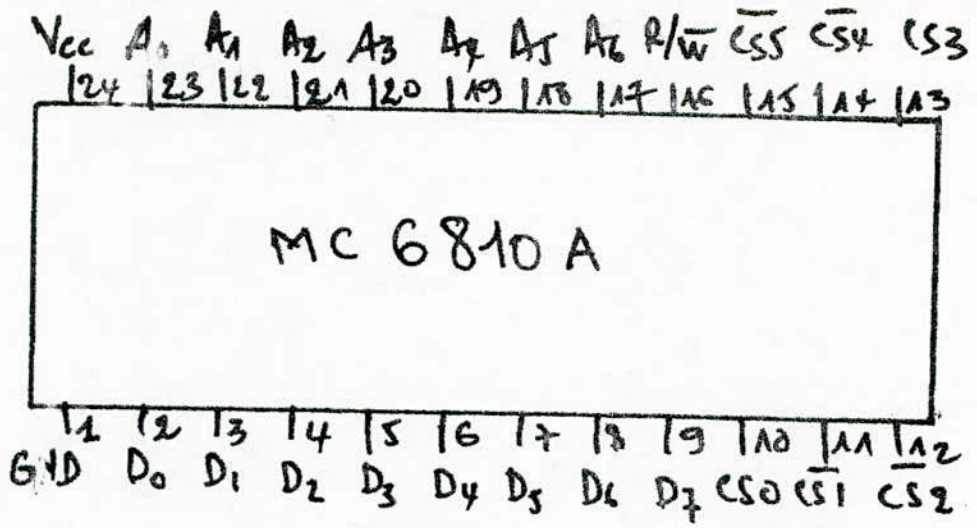 Vcc A₀ A₁ A₂ A₃ A₄ A₅ A₆ R/W̅ C̅S̅5̅ C̅S̅4̅ CS3
24 23 22 21 20 19 18 17 16 15 14 13
MC 6810 A
1 2 3 4 5 6 7 8 9 10 11 12
GND D₀ D₁ D₂ D₃ D₄ D₅ D₆ D₇ CS0 C̅S̅1̅ C̅S̅2̅